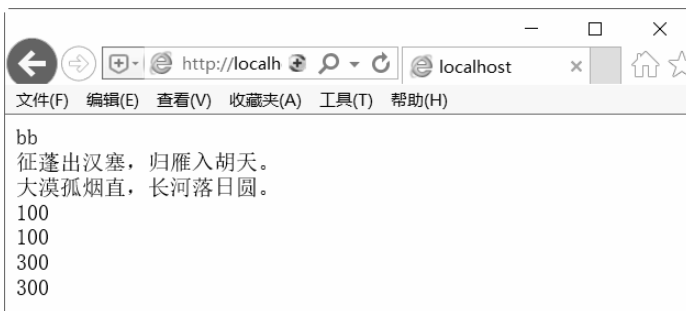 http://localh
localhost
文件(F) 编辑(E) 查看(V) 收藏夹(A) 工具(T) 帮助(H)
bb
征蓬出汉塞，归雁入胡天。
大漠孤烟直，长河落日圆。
100
100
300
300